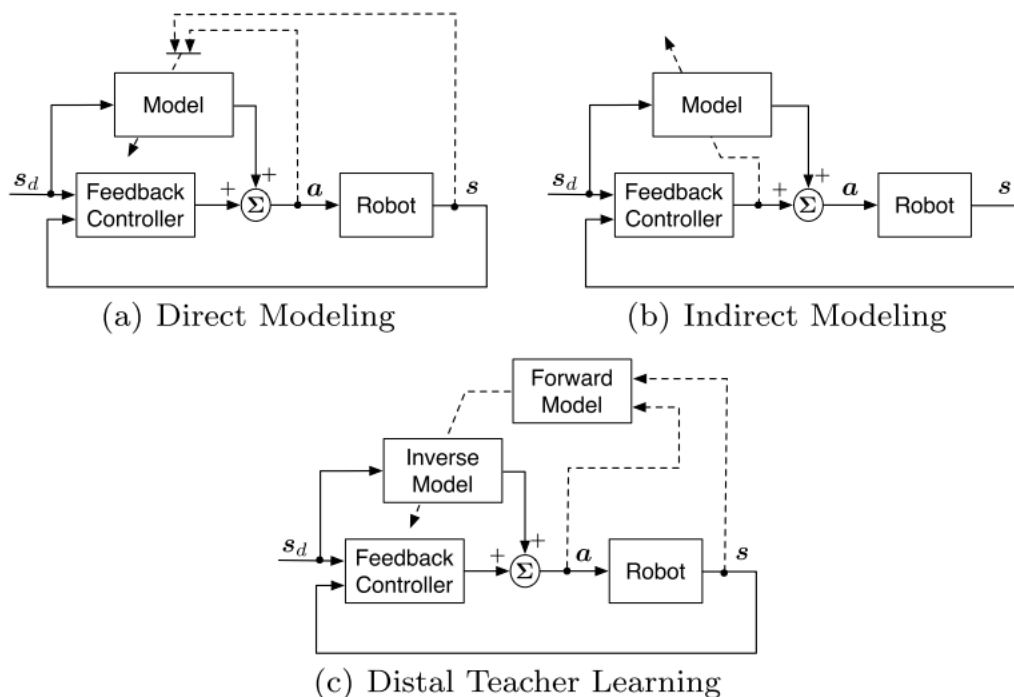 Model
s_d
Feedback
Controller
+
+
Σ
a
Robot
s
(a) Direct Modeling
Model
s_d
Feedback
Controller
+
+
Σ
a
Robot
s
(b) Indirect Modeling
Forward
Model
Inverse
Model
s_d
Feedback
Controller
+
+
Σ
a
Robot
s
(c) Distal Teacher Learning